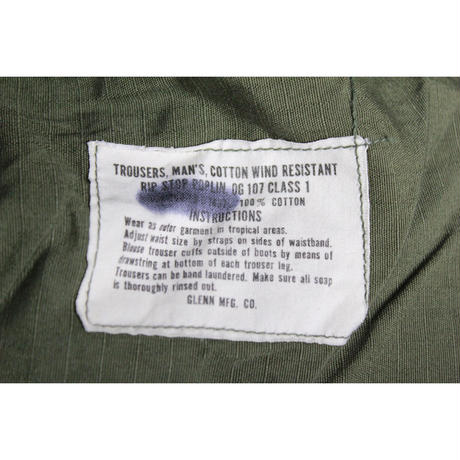 TROUSERS, MAN'S, COTTON WIND RESISTANT
RIP STOP POPLIN OG 107 CLASS 1
100% COTTON
INSTRUCTIONS
Wear as outer garment in tropical areas.
Adjust waist size by straps on sides of waistband.
Blouse trouser cuffs outside of boots by means of
drawstring at bottom of each trouser leg.
Trousers can be hand laundered. Make sure all soap
is thoroughly rinsed out.
GLENN MFG. CO.